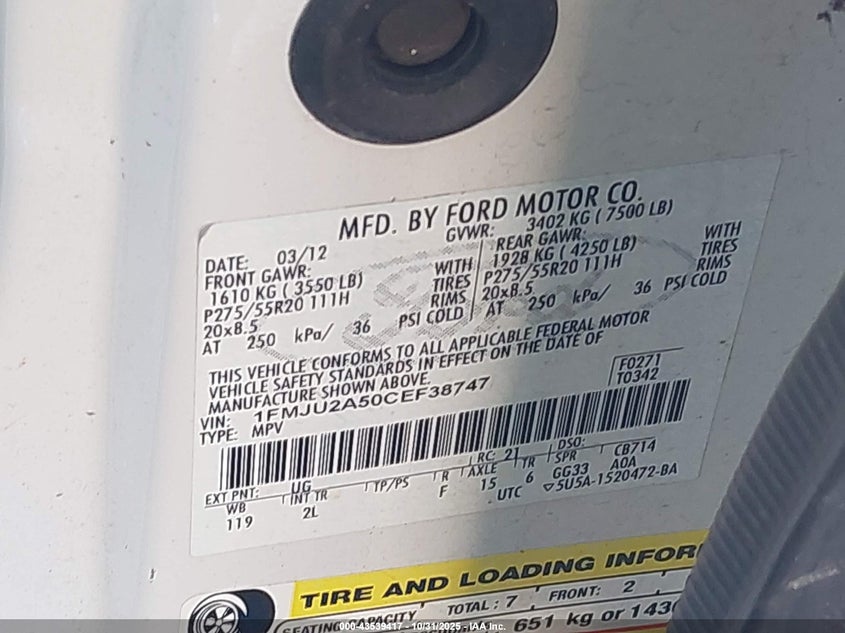 MFD. BY FORD MOTOR CO.
DATE: 03/12 GVWR: 3402 KG ( 7500 LB)
FRONT GAWR: REAR GAWR:
1610 KG ( 3550 LB) WITH 1928 KG ( 4250 LB) WITH
P275/55R20 111H TIRES P275/55R20 111H TIRES
20x8.5 RIMS 20x8.5 RIMS
AT 250 kPa/ 36 PSI COLD AT 250 kPa/ 36 PSI COLD
Ford
THIS VEHICLE CONFORMS TO ALL APPLICABLE FEDERAL MOTOR
VEHICLE SAFETY STANDARDS IN EFFECT ON THE DATE OF
MANUFACTURE SHOWN ABOVE.
F0271
T0342
VIN: 1FMJU2A50CEF38747
TYPE: MPV
EXT PNT: UG RC: 21 DSO: CB714
WB INT TR TP/PS R AXLE TR SPR GG33 A0A
119 2L F 15 6
UTC ▽5U5A-1520472-BA
TIRE AND LOADING INFOR
SEATING CAPACITY TOTAL : 7 FRONT: 2
651 kg or 143
000-43539417 - 10/31/2025 - IAA, Inc.